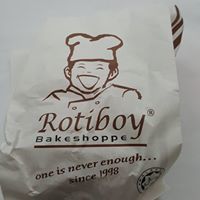 Rotiboy®
Bakeshoppe
one is never enough...
since 1998